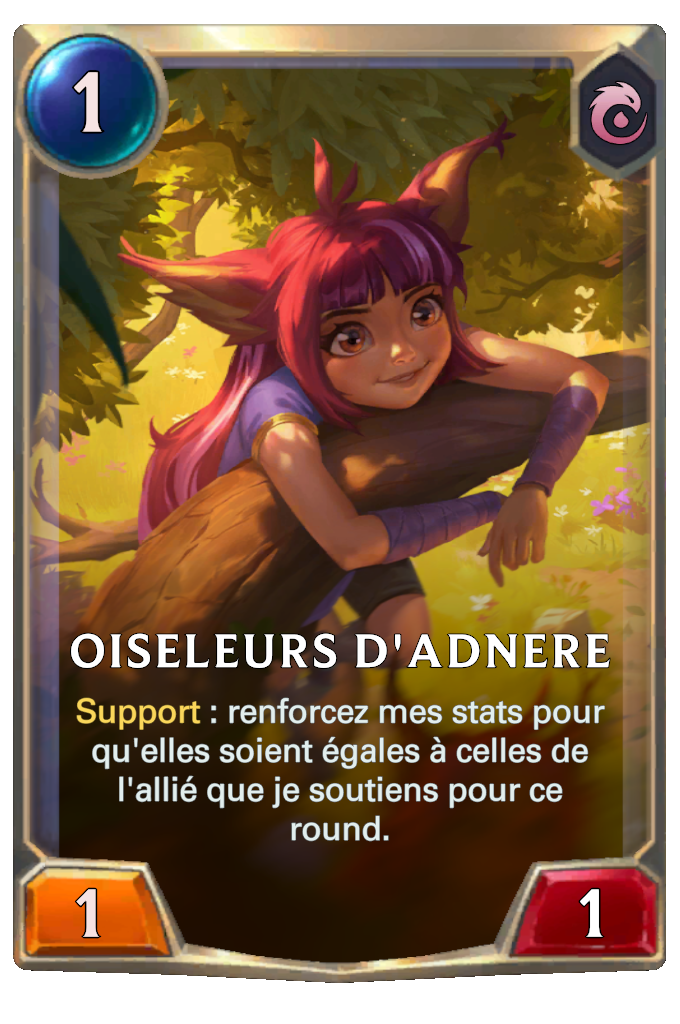 1
OISELEURS D'ADNERE
Support : renforcez mes stats pour
qu'elles soient égales à celles de
l'allié que je soutiens pour ce
round.
1
1